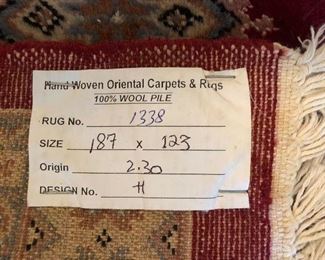 Hand Woven Oriental Carpets & Rugs
100% WOOL PILE
RUG No. 1338
SIZE 187 x 123
Origin 2.30
DESIGN No. H